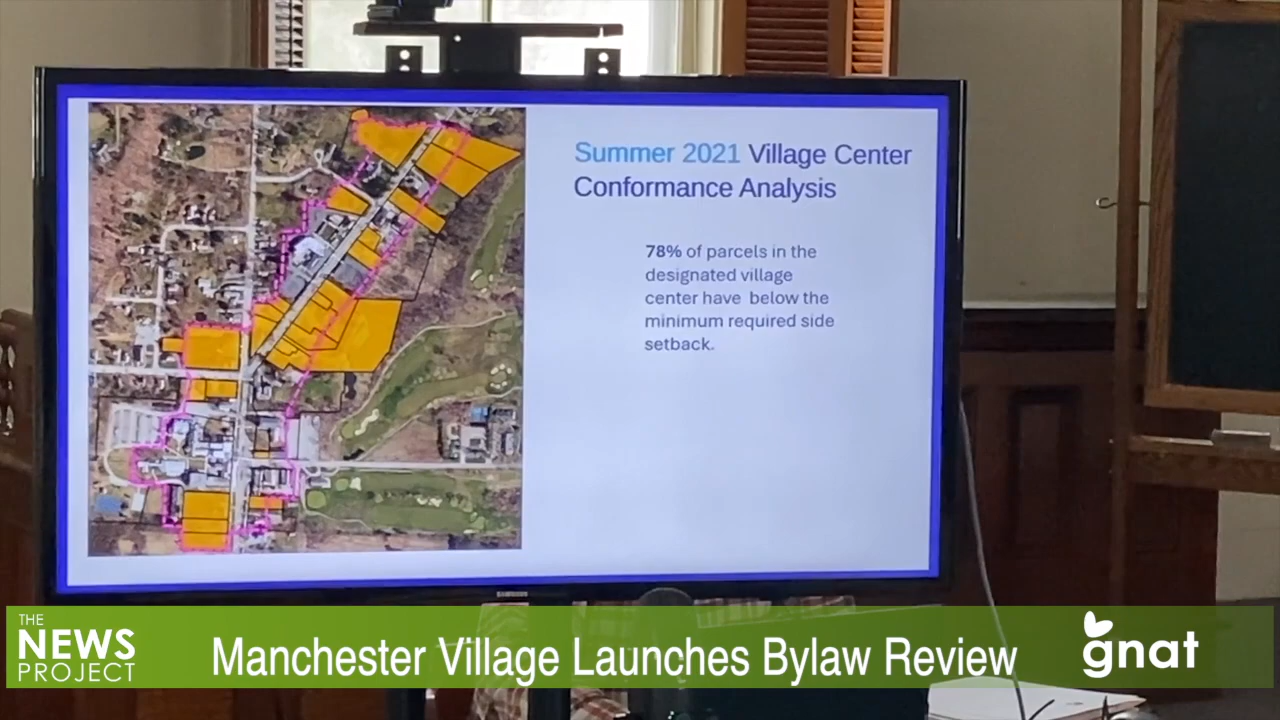 Summer 2021 Village Center
Conformance Analysis
78% of parcels in the
designated village
center have below the
minimum required side
setback.
SAMSUNG
THE
NEWS
PROJECT
Manchester Village Launches Bylaw Review
gnat